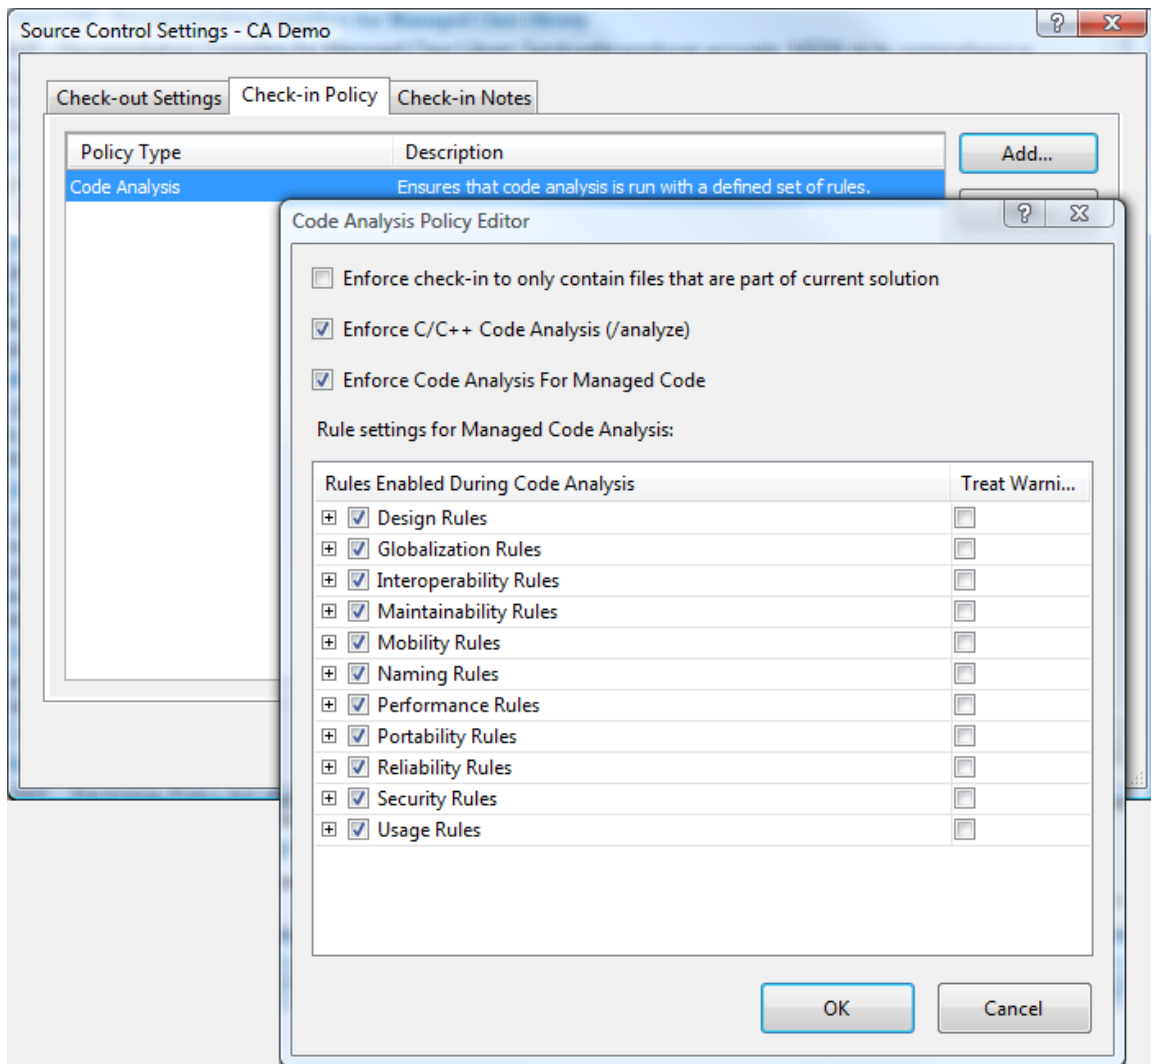 Source Control Settings - CA Demo
Check-out Settings Check-in Policy Check-in Notes
Policy Type Description Add...
Code Analysis Ensures that code analysis is run with a defined set of rules.
Code Analysis Policy Editor
Enforce check-in to only contain files that are part of current solution
Enforce C/C++ Code Analysis (/analyze)
Enforce Code Analysis For Managed Code
Rule settings for Managed Code Analysis:
Rules Enabled During Code Analysis Treat Warni...
Design Rules
Globalization Rules
Interoperability Rules
Maintainability Rules
Mobility Rules
Naming Rules
Performance Rules
Portability Rules
Reliability Rules
Security Rules
Usage Rules
OK Cancel